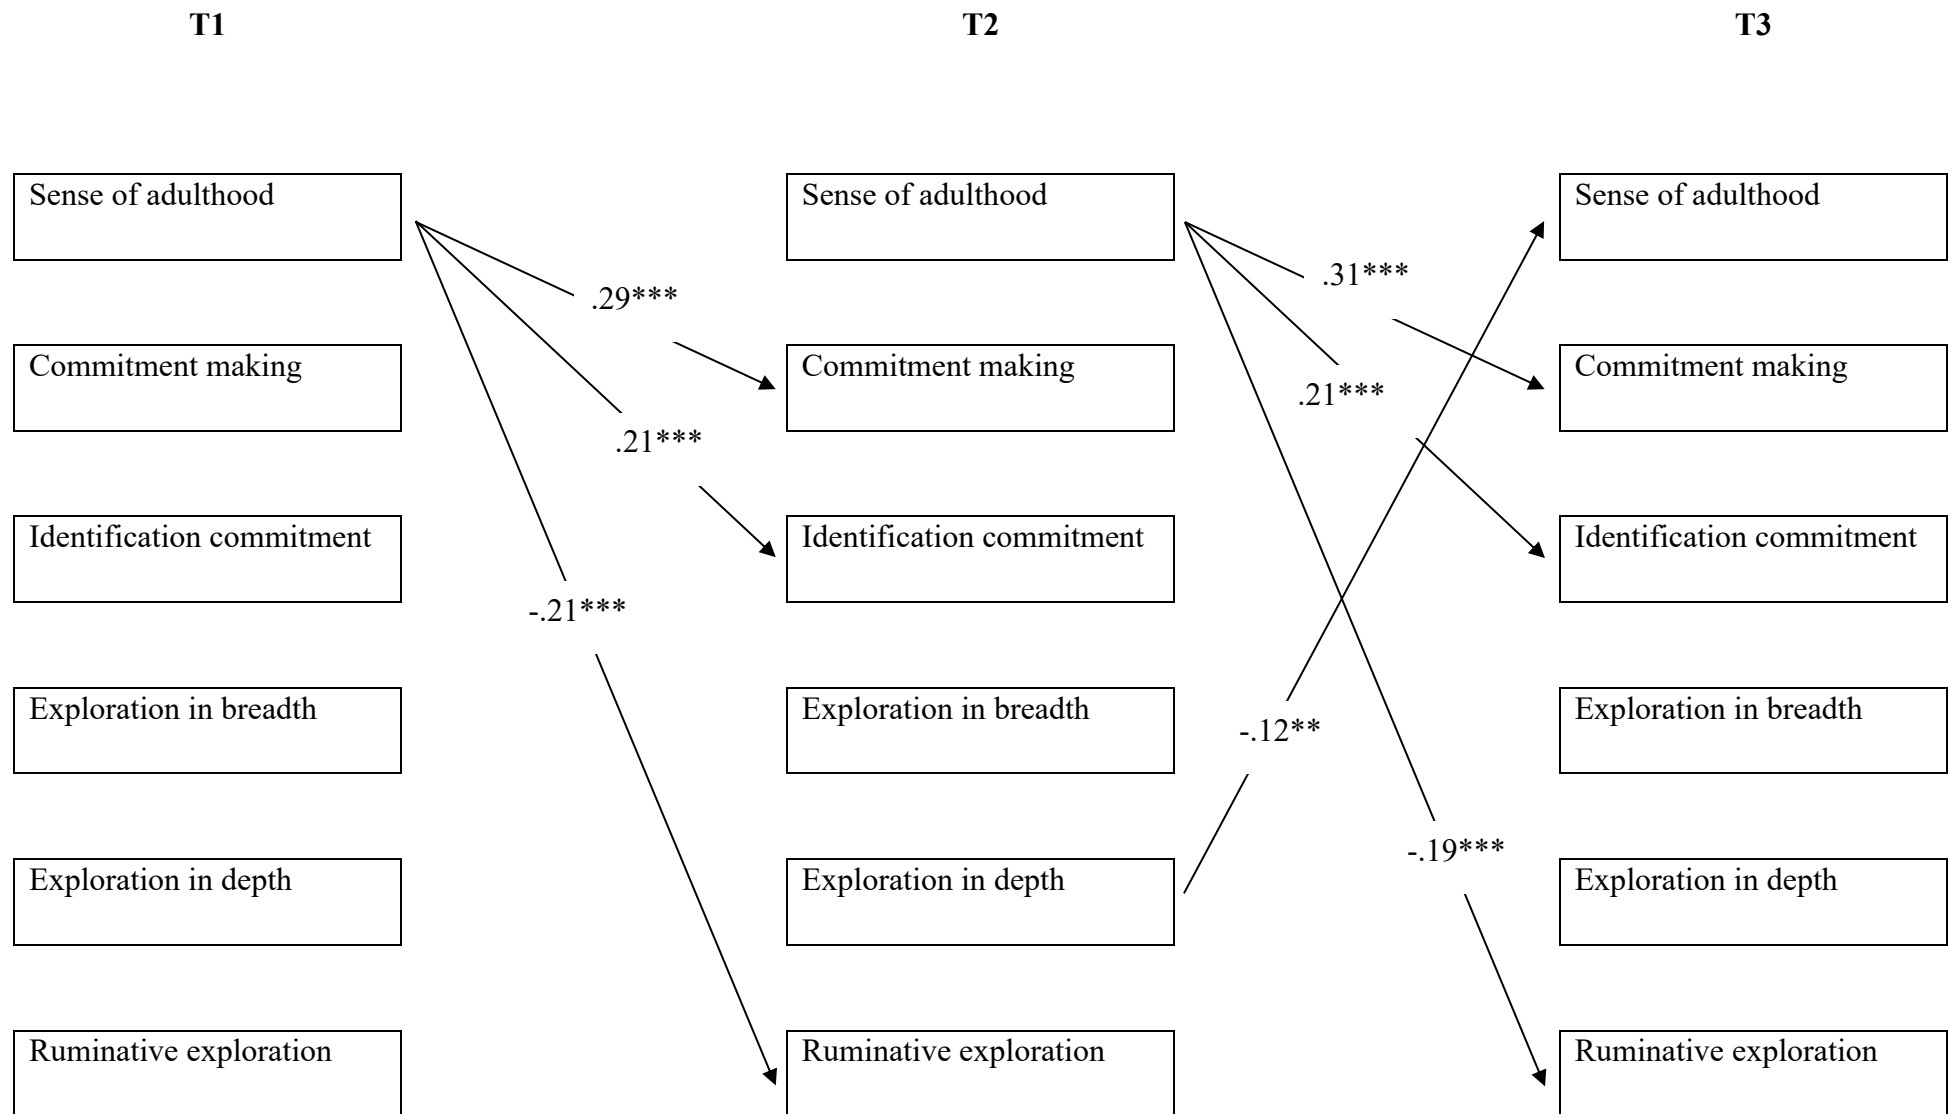 T1 T2 T3
Sense of adulthood Sense of adulthood Sense of adulthood
.31***
.29***
Commitment making Commitment making Commitment making
.21***
.21***
Identification commitment Identification commitment Identification commitment
-.21***
Exploration in breadth Exploration in breadth Exploration in breadth
-.12**
-.19***
Exploration in depth Exploration in depth Exploration in depth
Ruminative exploration Ruminative exploration Ruminative exploration